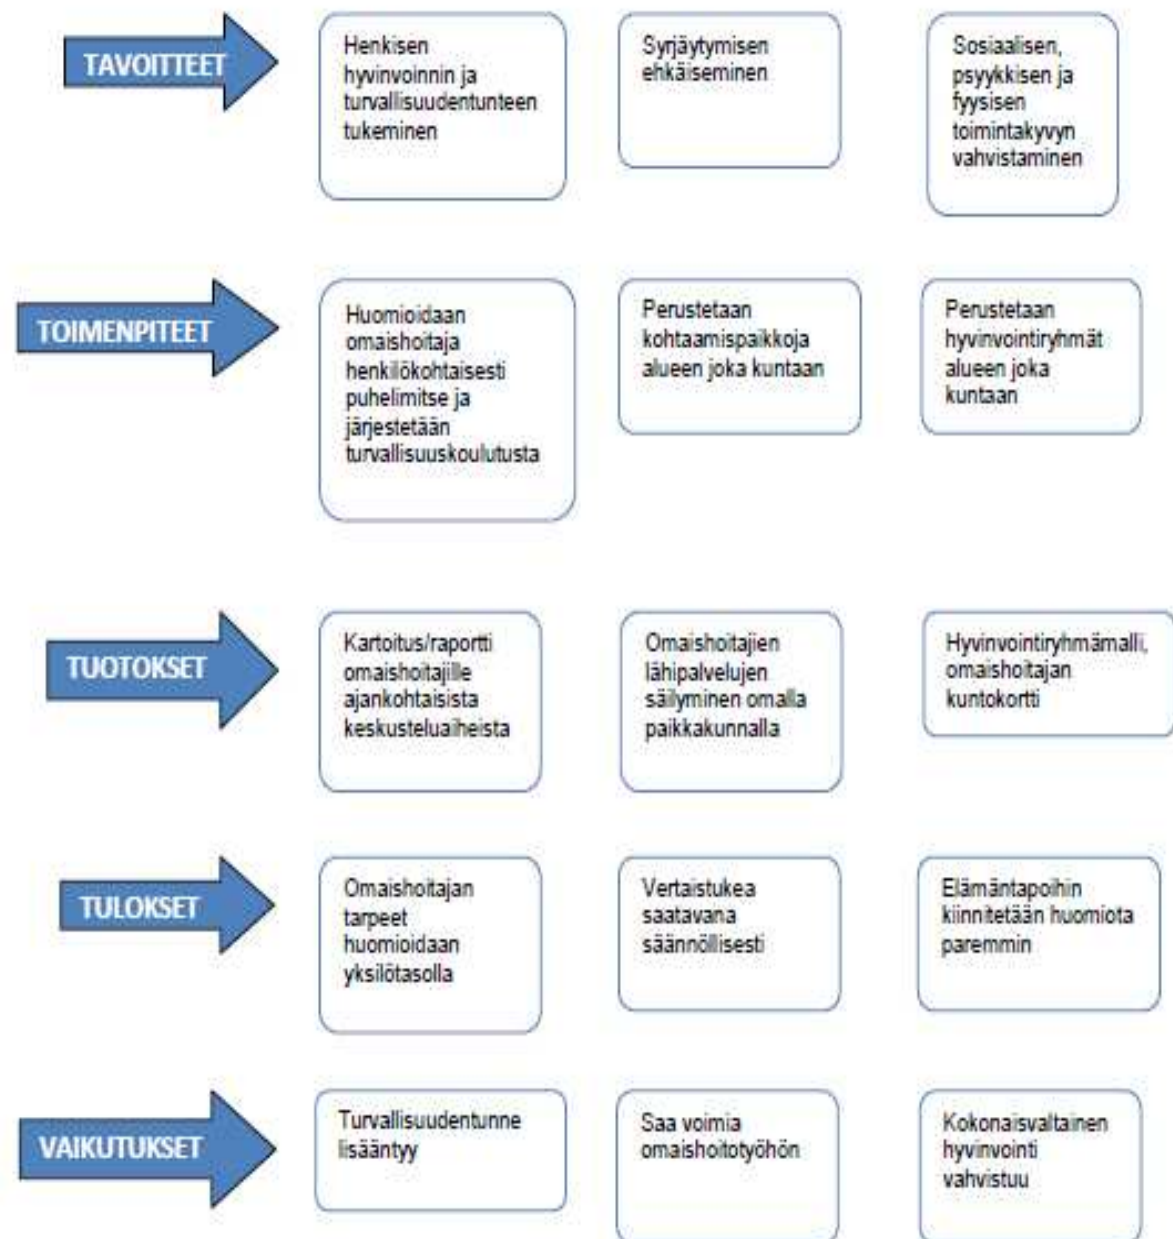 TAVOITTEET
Henkisen
hyvinvoinnin ja
turvallisuudentunteen
tukeminen
Syrjäytymisen
ehkäiseminen
Sosiaalisen,
psyykkisen ja
fyysisen
toimintakyvyn
vahvistaminen
TOIMENPITEET
Huomioidaan
omaishoitaja
henkilökohtaisesti
puhelimitse ja
järjestetään
turvallisuuskoulutusta
Perustetaan
kohtaamispaikkoja
alueen joka kuntaan
Perustetaan
hyvinvointiryhmät
alueen joka
kuntaan
TUOTOKSET
Kartoitus/raportti
omaishoitajille
ajankohtaisista
keskusteluaiheista
Omaishoitajien
lähipalvelujen
säilyminen omalla
paikkakunnalla
Hyvinvointiryhmämalli,
omaishoitajan
kuntokortti
TULOKSET
Omaishoitajan
tarpeet
huomioidaan
yksilötasolla
Vertaistukea
saatavana
säännöllisesti
Elämäntapoihin
kiinnitetään huomiota
paremmin
VAIKUTUKSET
Turvallisuudentunne
lisääntyy
Saa voimia
omaishoitotyöhön
Kokonaisvaltainen
hyvinvointi
vahvistuu